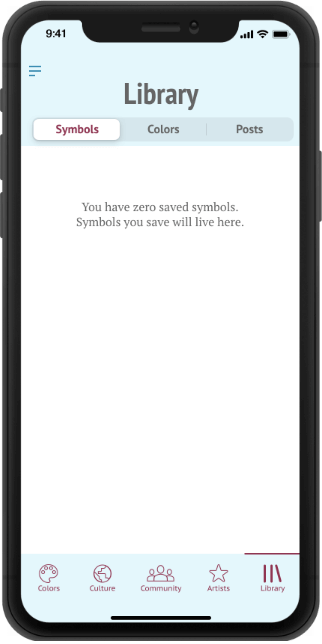 9:41
Library
Symbols Colors Posts
You have zero saved symbols.
Symbols you save will live here.
Colors Culture Community Artists Library